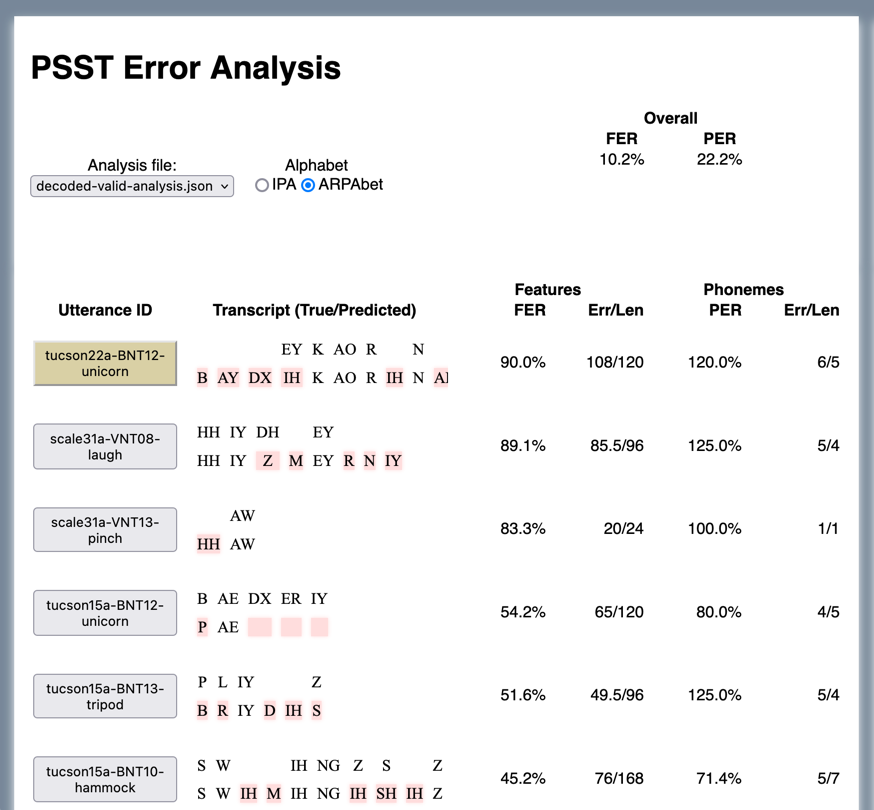 PSST Error Analysis
Overall
FER PER
10.2% 22.2%
Analysis file: Alphabet
decoded-valid-analysis.json IPA ARPAbet
Features Phonemes
Utterance ID Transcript (True/Predicted) FER Err/Len PER Err/Len
EY K AO R N
tucson22a-BNT12-unicorn 90.0% 108/120 120.0% 6/5
B AY DX IH K AO R IH N
HH IY DH EY
scale31a-VNT08-laugh 89.1% 85.5/96 125.0% 5/4
HH IY Z M EY R N IY
AW
scale31a-VNT13-pinch 83.3% 20/24 100.0% 1/1
HH AW
B AE DX ER IY
tucson15a-BNT12-unicorn 54.2% 65/120 80.0% 4/5
P AE
P L IY Z
tucson15a-BNT13-tripod 51.6% 49.5/96 125.0% 5/4
B R IY D IH S
S W IH NG Z S Z
tucson15a-BNT10-hammock 45.2% 76/168 71.4% 5/7
S W IH M IH NG IH SH IH Z